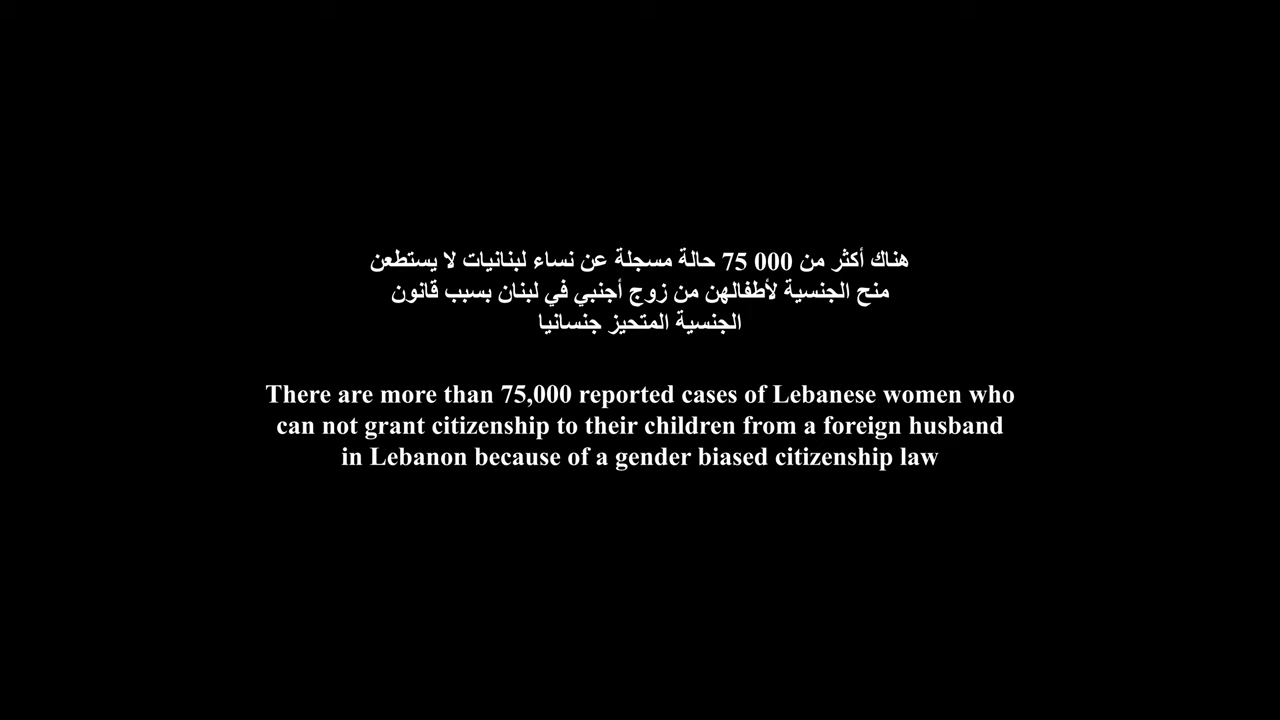 هناك أكثر من 000 75 حالة مسجلة عن نساء لبنانيات لا يستطعن
منح الجنسية لأطفالهن من زوج أجنبي في لبنان بسبب قانون
الجنسية المتحيز جنسانيا
There are more than 75,000 reported cases of Lebanese women who
can not grant citizenship to their children from a foreign husband
in Lebanon because of a gender biased citizenship law